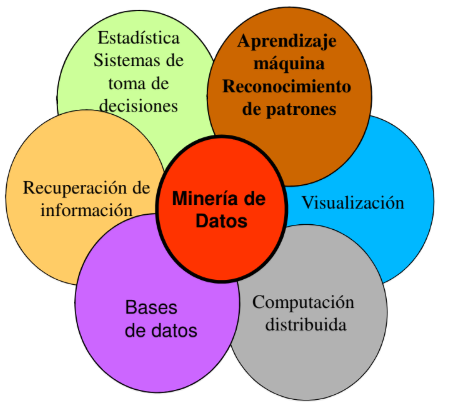 Estadística
Sistemas de
toma de
decisiones
Aprendizaje
máquina
Reconocimiento
de patrones
Recuperación de
información
Minería de
Datos
Visualización
Bases
de datos
Computación
distribuida